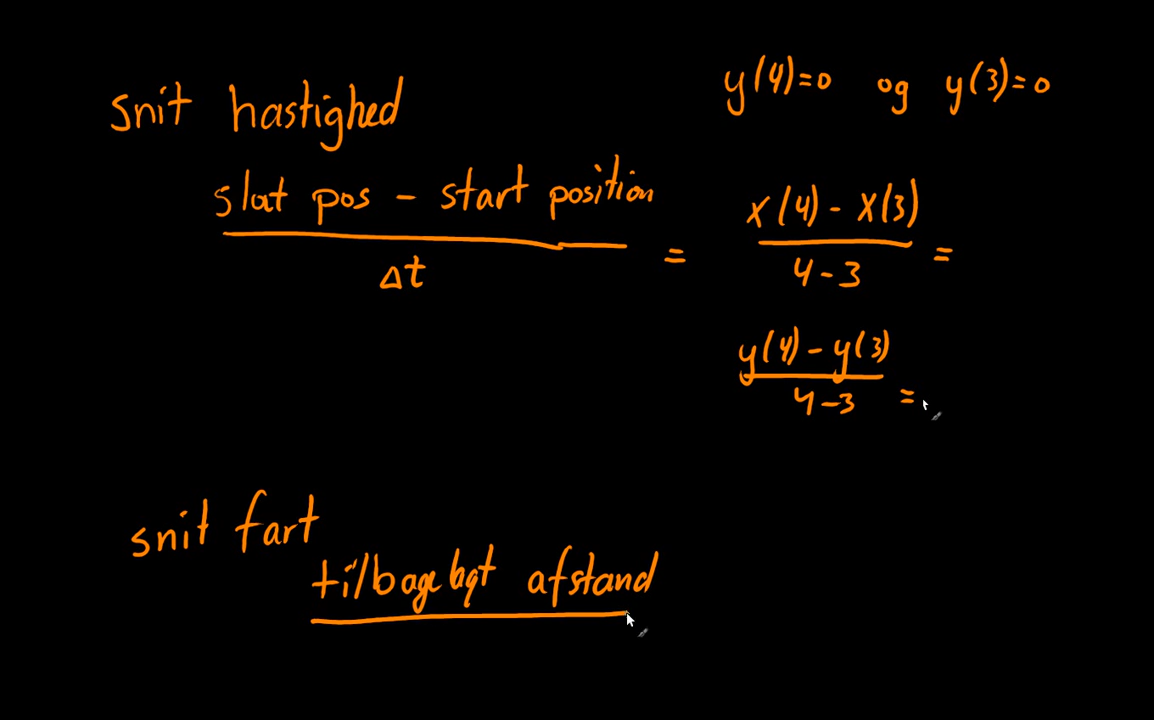 snit hastighed
y(4)=0 og y(3)=0
slut pos - start position
Δt
=
x(4) - x(3)
4-3
=
y(4) - y(3)
4-3
=
snit fart
tilbagelagt afstand